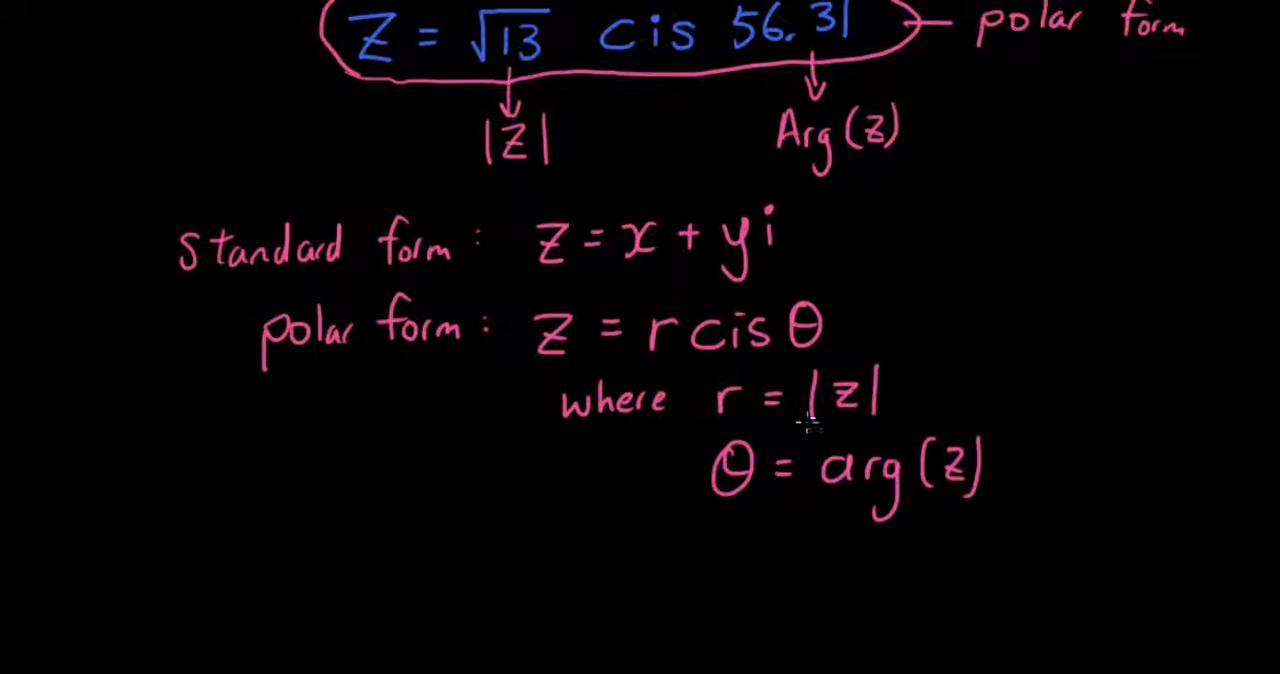 Z = √13 cis 56.31 — polar form
|Z| Arg(z)
standard form: Z = x + yi
polar form: Z = r cis θ
where r = |z|
θ = arg(z)